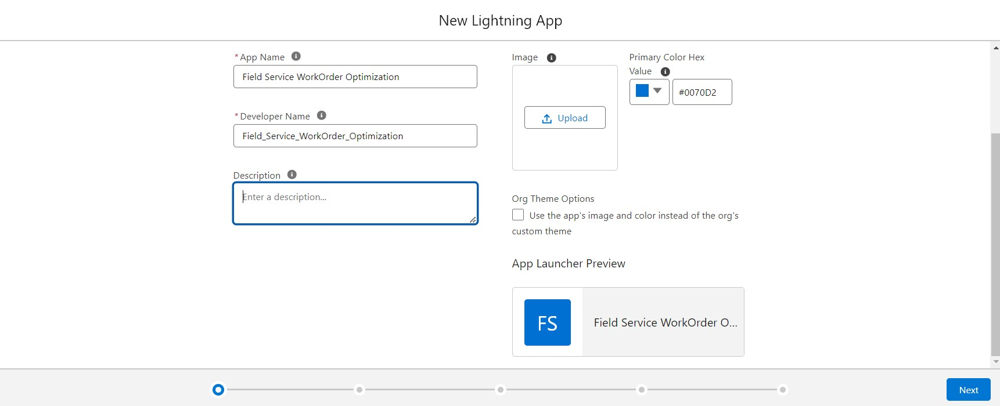 New Lightning App
* App Name
Field Service WorkOrder Optimization
* Developer Name
Field_Service_WorkOrder_Optimization
Description
Enter a description...
Image
Upload
Primary Color Hex
Value
#0070D2
Org Theme Options
Use the app's image and color instead of the org's
custom theme
App Launcher Preview
FS
Field Service WorkOrder O...
Next